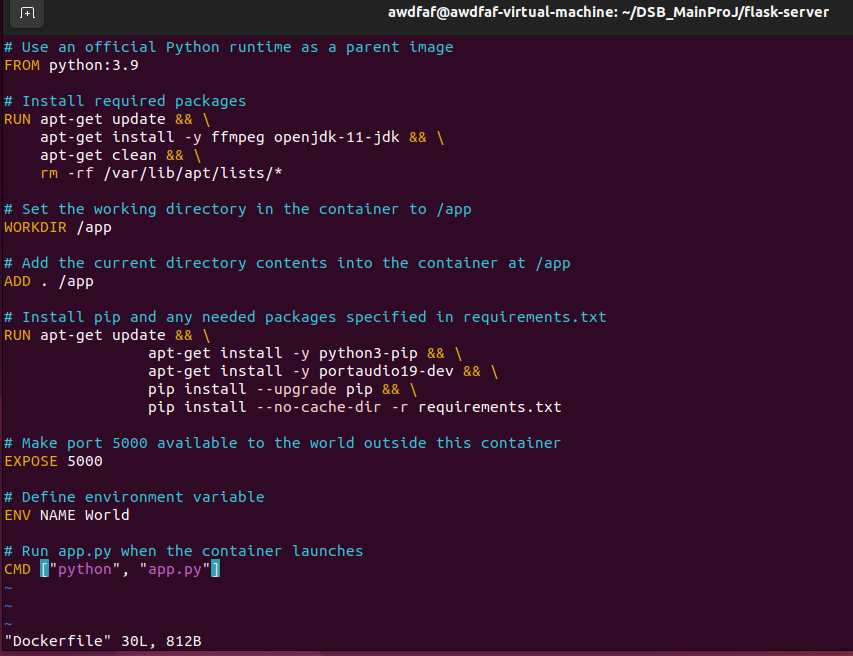 awdfaf@awdfaf-virtual-machine: ~/DSB_MainProJ/flask-server
# Use an official Python runtime as a parent image
FROM python:3.9

# Install required packages
RUN apt-get update && \
    apt-get install -y ffmpeg openjdk-11-jdk && \
    apt-get clean && \
    rm -rf /var/lib/apt/lists/*

# Set the working directory in the container to /app
WORKDIR /app

# Add the current directory contents into the container at /app
ADD . /app

# Install pip and any needed packages specified in requirements.txt
RUN apt-get update && \
                apt-get install -y python3-pip && \
                apt-get install -y portaudio19-dev && \
                pip install --upgrade pip && \
                pip install --no-cache-dir -r requirements.txt

# Make port 5000 available to the world outside this container
EXPOSE 5000

# Define environment variable
ENV NAME World

# Run app.py when the container launches
CMD ["python", "app.py"]
~
~
~
"Dockerfile" 30L, 812B